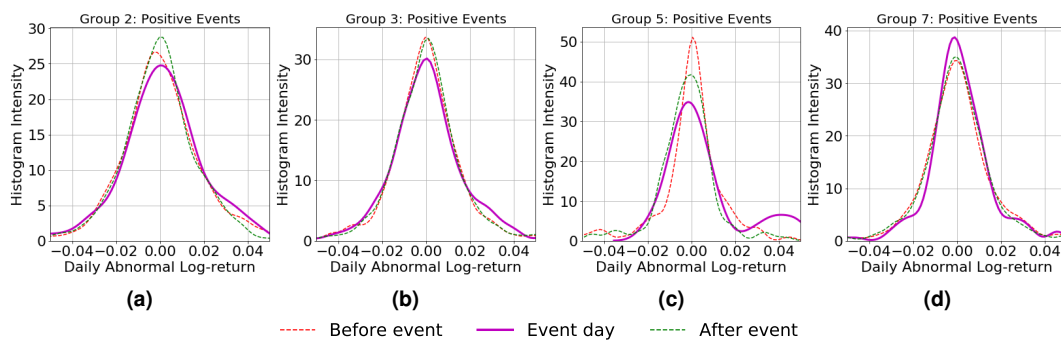 Group 2: Positive Events
Histogram Intensity
30
25
20
15
10
5
0
−0.04 −0.02 0.00 0.02 0.04
Daily Abnormal Log-return
(a)
Group 3: Positive Events
Histogram Intensity
30
20
10
0
−0.04 −0.02 0.00 0.02 0.04
Daily Abnormal Log-return
(b)
Group 5: Positive Events
Histogram Intensity
50
40
30
20
10
0
−0.04 −0.02 0.00 0.02 0.04
Daily Abnormal Log-return
(c)
Group 7: Positive Events
Histogram Intensity
40
30
20
10
0
−0.04 −0.02 0.00 0.02 0.04
Daily Abnormal Log-return
(d)
Before event Event day After event